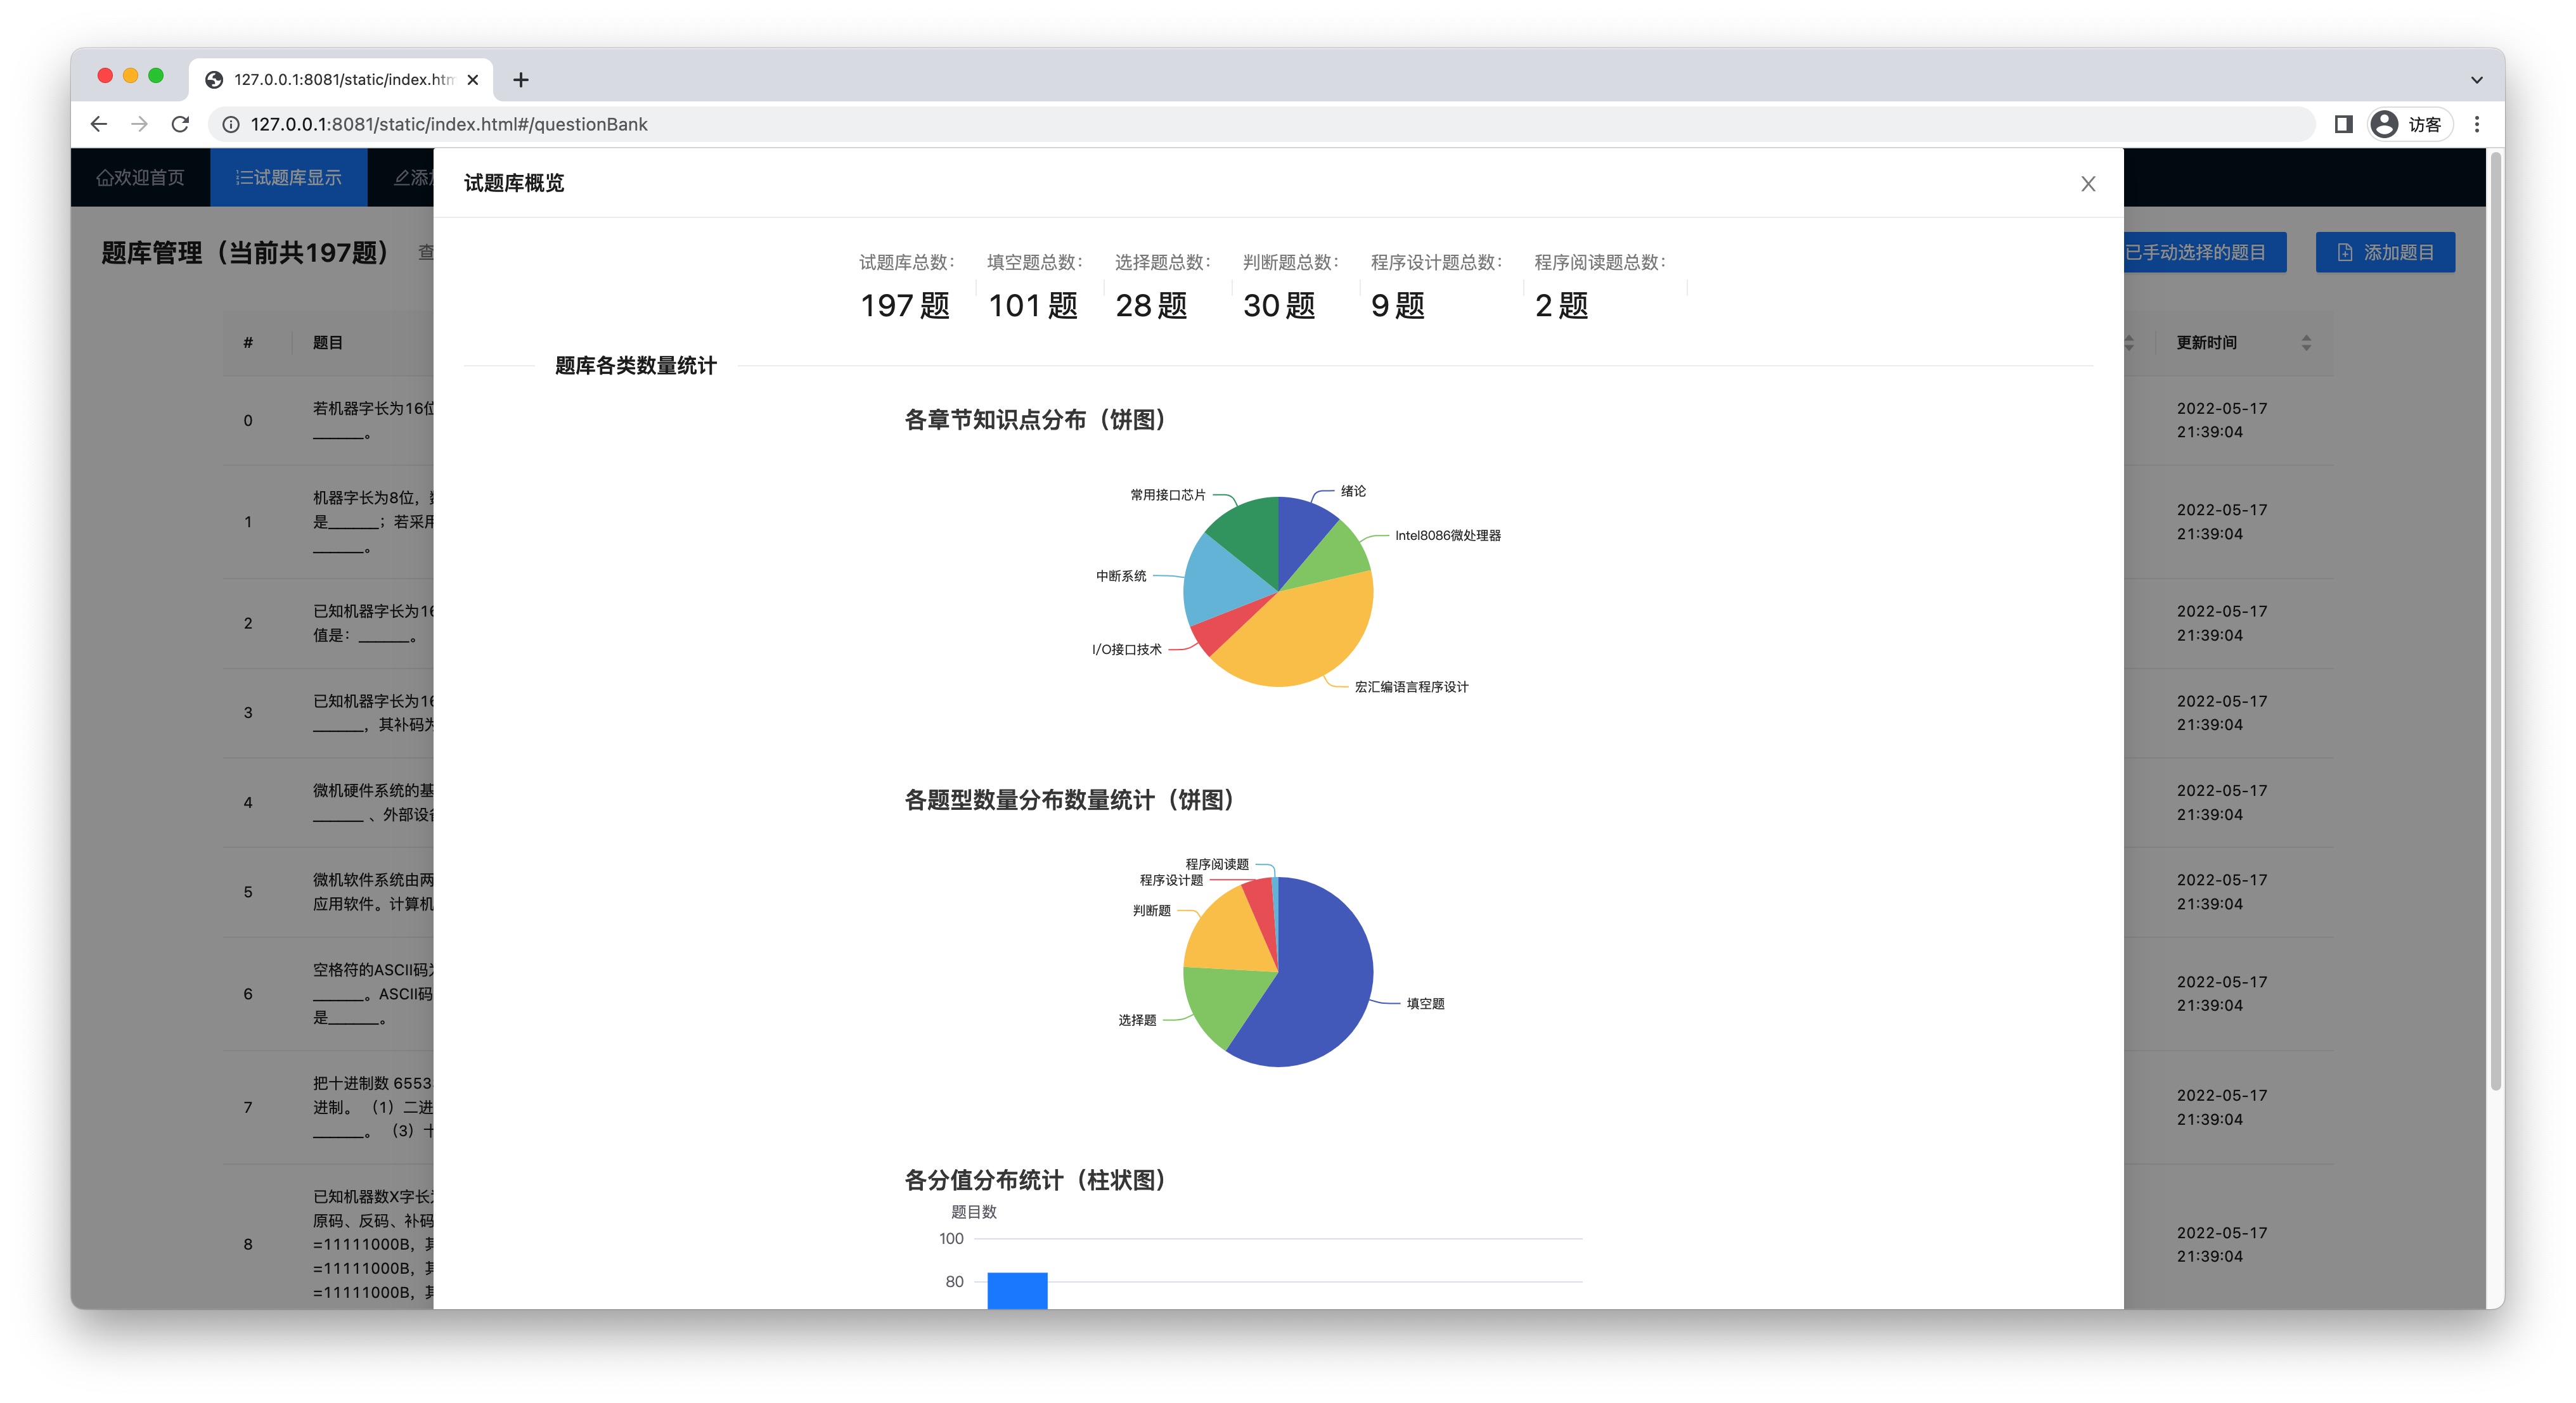 127.0.0.1:8081/static/index.htm
127.0.0.1:8081/static/index.html#/questionBank
访客
欢迎首页
试题库显示
添
试题库概览
题库管理（当前共197题）
查
已手动选择的题目
添加题目
试题库总数：
填空题总数：
选择题总数：
判断题总数：
程序设计题总数：
程序阅读题总数：
197 题
101 题
28 题
30 题
9 题
2 题
# 题目
更新时间
题库各类数量统计
0
若机器字长为16位
______。
2022-05-17
21:39:04
1
机器字长为8位，
是______；若采用
______。
2022-05-17
21:39:04
2
已知机器字长为16
值是：______。
2022-05-17
21:39:04
3
已知机器字长为16
______，其补码为
2022-05-17
21:39:04
4
微机硬件系统的基
______ 、外部设备
2022-05-17
21:39:04
5
微机软件系统由两
应用软件。计算机
2022-05-17
21:39:04
6
空格符的ASCII码为
______。ASCII码
是______。
2022-05-17
21:39:04
7
把十进制数 6553
进制。 （1）二进
______。 （3）十
2022-05-17
21:39:04
8
已知机器数X字长
原码、反码、补码
=11111000B，其
=11111000B，其
=11111000B，其
2022-05-17
21:39:04
各章节知识点分布（饼图）
常用接口芯片
绪论
Intel8086微处理器
中断系统
I/O接口技术
宏汇编语言程序设计
各题型数量分布数量统计（饼图）
程序阅读题
程序设计题
判断题
填空题
选择题
各分值分布统计（柱状图）
题目数
100
80